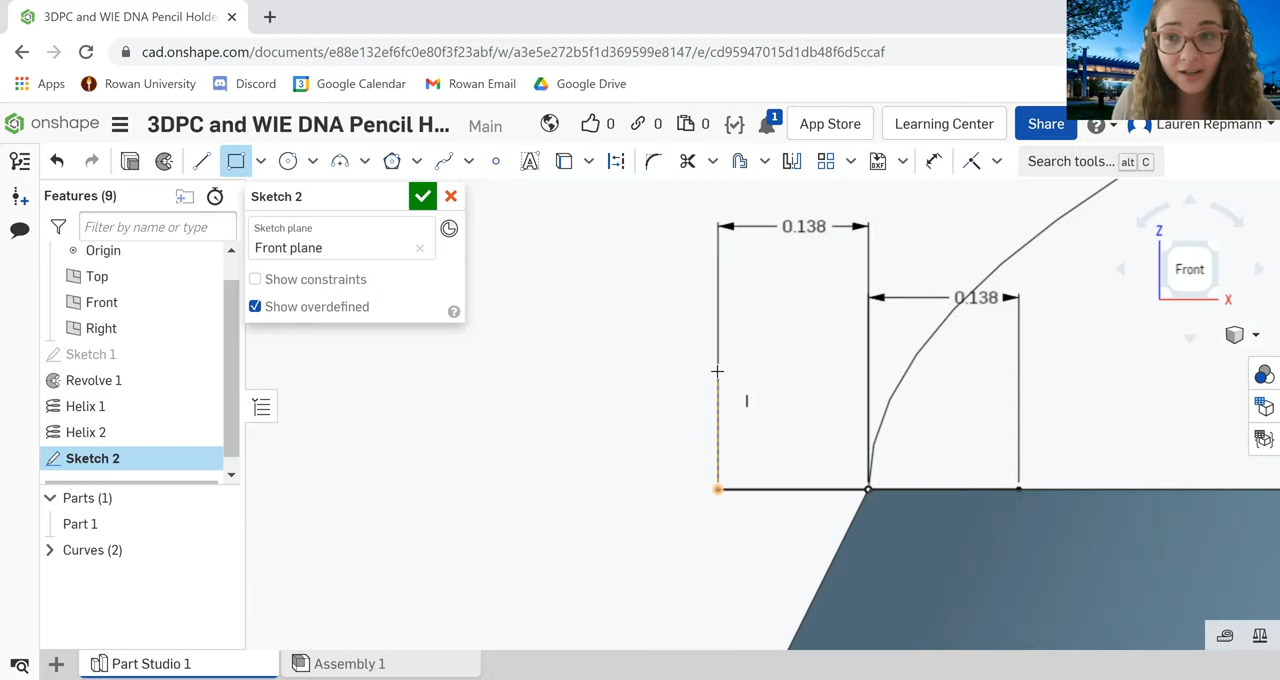 3DPC and WIE DNA Pencil Holde
cad.onshape.com/documents/e88e132ef6fc0e80f3f23abf/w/a3e5e272b5f1d369599e8147/e/cd95947015d1db48f6d5ccaf
Apps Rowan University Discord Google Calendar Rowan Email Google Drive
onshape 3DPC and WIE DNA Pencil H... Main 0 0 0 1 App Store Learning Center Share Lauren Repmann
Search tools... alt C
Features (9)
Sketch 2
Filter by name or type
Sketch plane
Front plane
Origin
Top
Show constraints
Front
Show overdefined
Right
Sketch 1
Revolve 1
Helix 1
Helix 2
Sketch 2
Parts (1)
Part 1
Curves (2)
0.138
0.138
Z
Front
X
Part Studio 1 Assembly 1